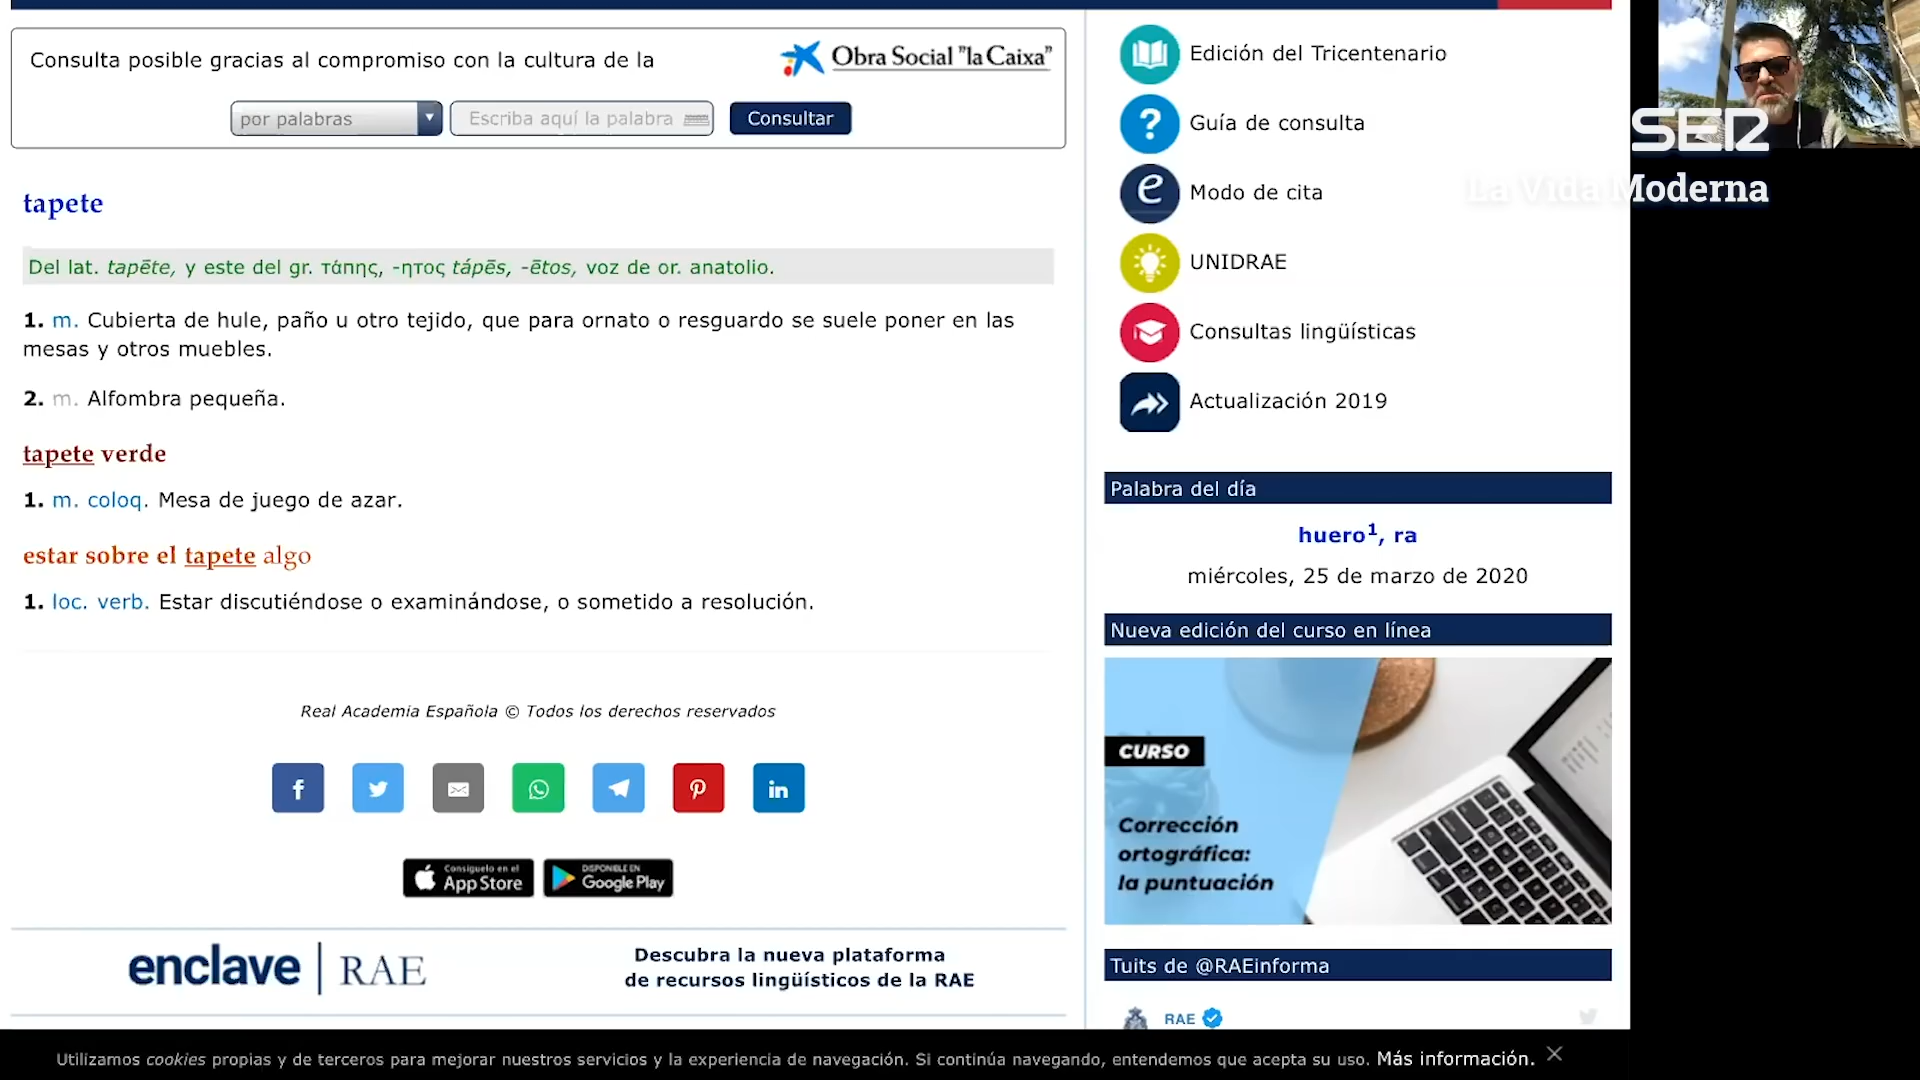 Consulta posible gracias al compromiso con la cultura de la
Obra Social "la Caixa"
por palabras
Escriba aquí la palabra
Consultar
tapete
Del lat. tapēte, y este del gr. τάπης, -ητος tápēs, -ētos, voz de or. anatolio.
1. m. Cubierta de hule, paño u otro tejido, que para ornato o resguardo se suele poner en las
mesas y otros muebles.
2. m. Alfombra pequeña.
tapete verde
1. m. coloq. Mesa de juego de azar.
estar sobre el tapete algo
1. loc. verb. Estar discutiéndose o examinándose, o sometido a resolución.
Real Academia Española © Todos los derechos reservados
Consíguelo en el
App Store
DISPONIBLE EN
Google Play
enclave | RAE
Descubra la nueva plataforma
de recursos lingüísticos de la RAE
Edición del Tricentenario
Guía de consulta
Modo de cita
UNIDRAE
Consultas lingüísticas
Actualización 2019
Palabra del día
huero¹, ra
miércoles, 25 de marzo de 2020
Nueva edición del curso en línea
CURSO
Corrección
ortográfica:
la puntuación
Tuits de @RAEinforma
RAE
SER
La Vida Moderna
Utilizamos cookies propias y de terceros para mejorar nuestros servicios y la experiencia de navegación. Si continúa navegando, entendemos que acepta su uso. Más información.